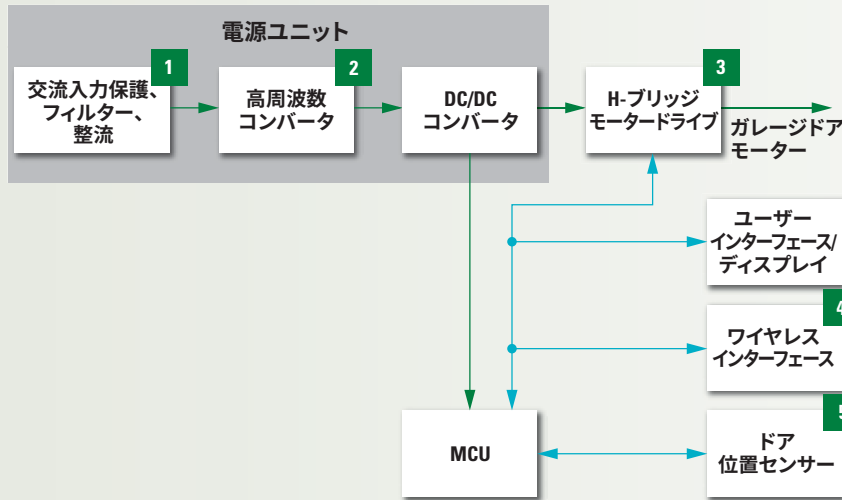 電源ユニット
1
交流入力保護、
フィルター、
整流
2
高周波数
コンバータ
DC/DC
コンバータ
3
H-ブリッジ
モータードライブ
ガレージドア
モーター
ユーザー
インターフェース/
ディスプレイ
4
ワイヤレス
インターフェース
MCU
5
ドア
位置センサー